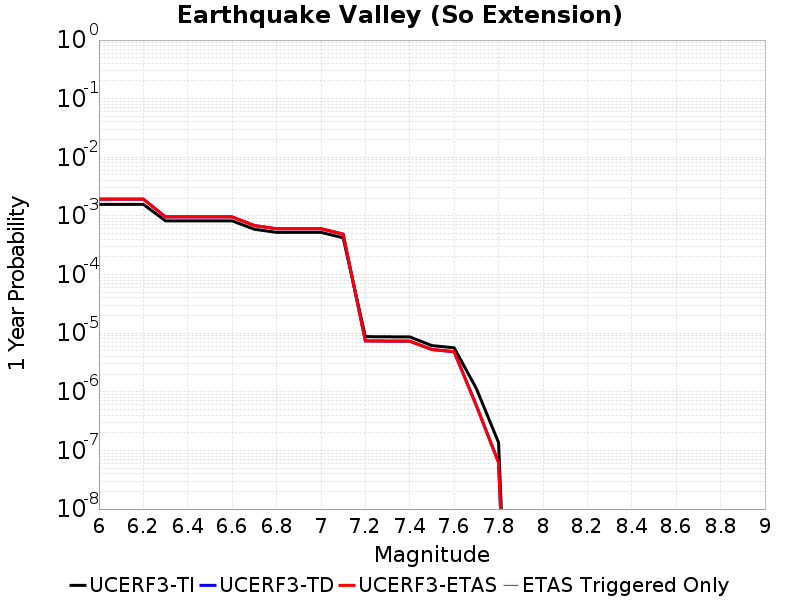 Earthquake Valley (So Extension)
1 Year Probability
10^0
10^-1
10^-2
10^-3
10^-4
10^-5
10^-6
10^-7
10^-8
6 6.2 6.4 6.6 6.8 7 7.2 7.4 7.6 7.8 8 8.2 8.4 8.6 8.8 9
Magnitude
UCERF3-TI UCERF3-TD UCERF3-ETAS ETAS Triggered Only